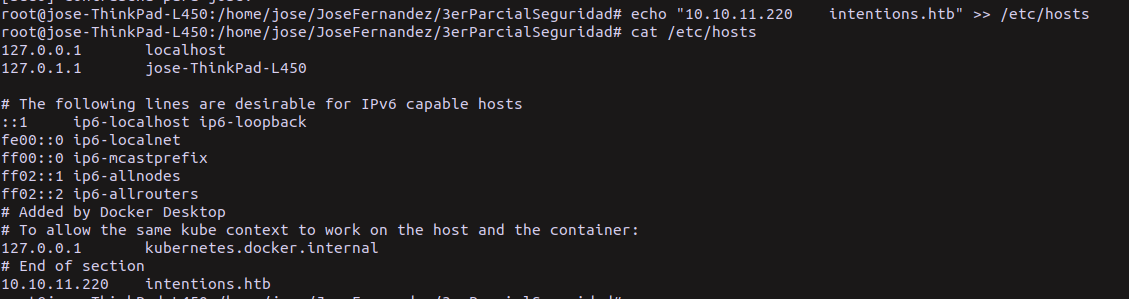 root@jose-ThinkPad-L450:/home/jose/JoseFernandez/3erParcialSeguridad# echo "10.10.11.220    intentions.htb" >> /etc/hosts
root@jose-ThinkPad-L450:/home/jose/JoseFernandez/3erParcialSeguridad# cat /etc/hosts
127.0.0.1       localhost
127.0.1.1       jose-ThinkPad-L450

# The following lines are desirable for IPv6 capable hosts
::1     ip6-localhost ip6-loopback
fe00::0 ip6-localnet
ff00::0 ip6-mcastprefix
ff02::1 ip6-allnodes
ff02::2 ip6-allrouters
# Added by Docker Desktop
# To allow the same kube context to work on the host and the container:
127.0.0.1       kubernetes.docker.internal
# End of section
10.10.11.220    intentions.htb